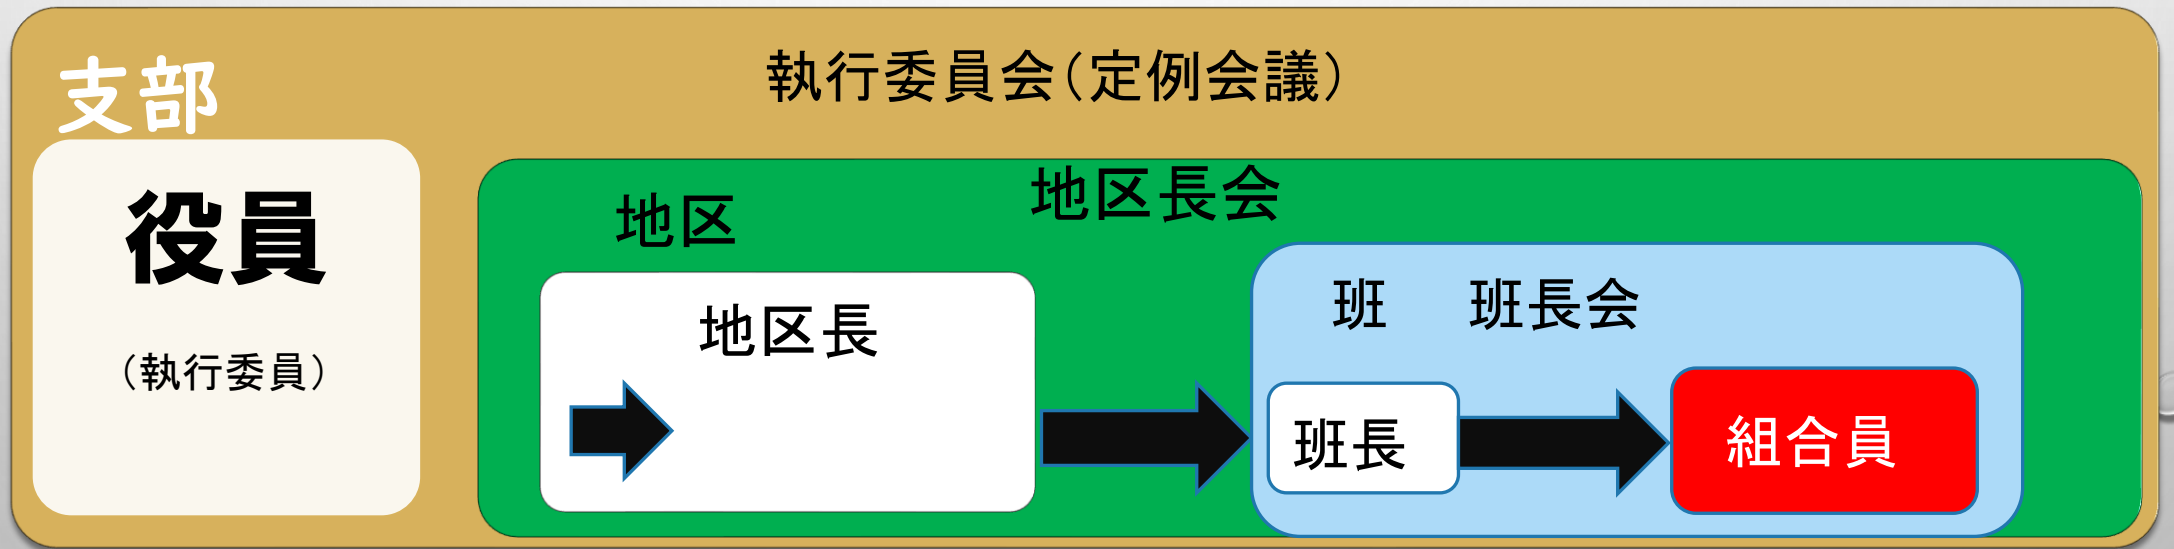 支部
執行委員会（定例会議）
役員
（執行委員）
地区
地区長会
地区長
班　班長会
班長
組合員